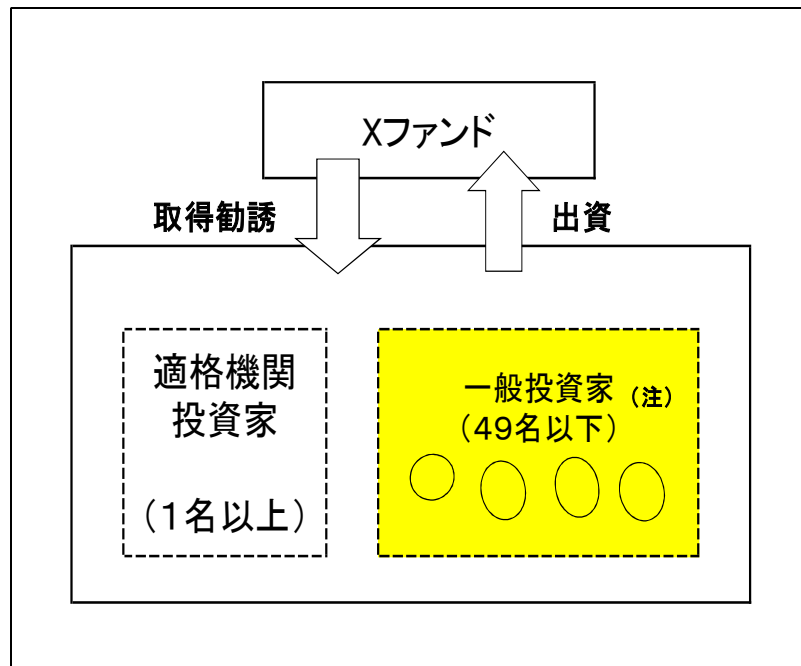 Xファンド
取得勧誘
出資
適格機関
投資家
（1名以上）
一般投資家（注）
（49名以下）